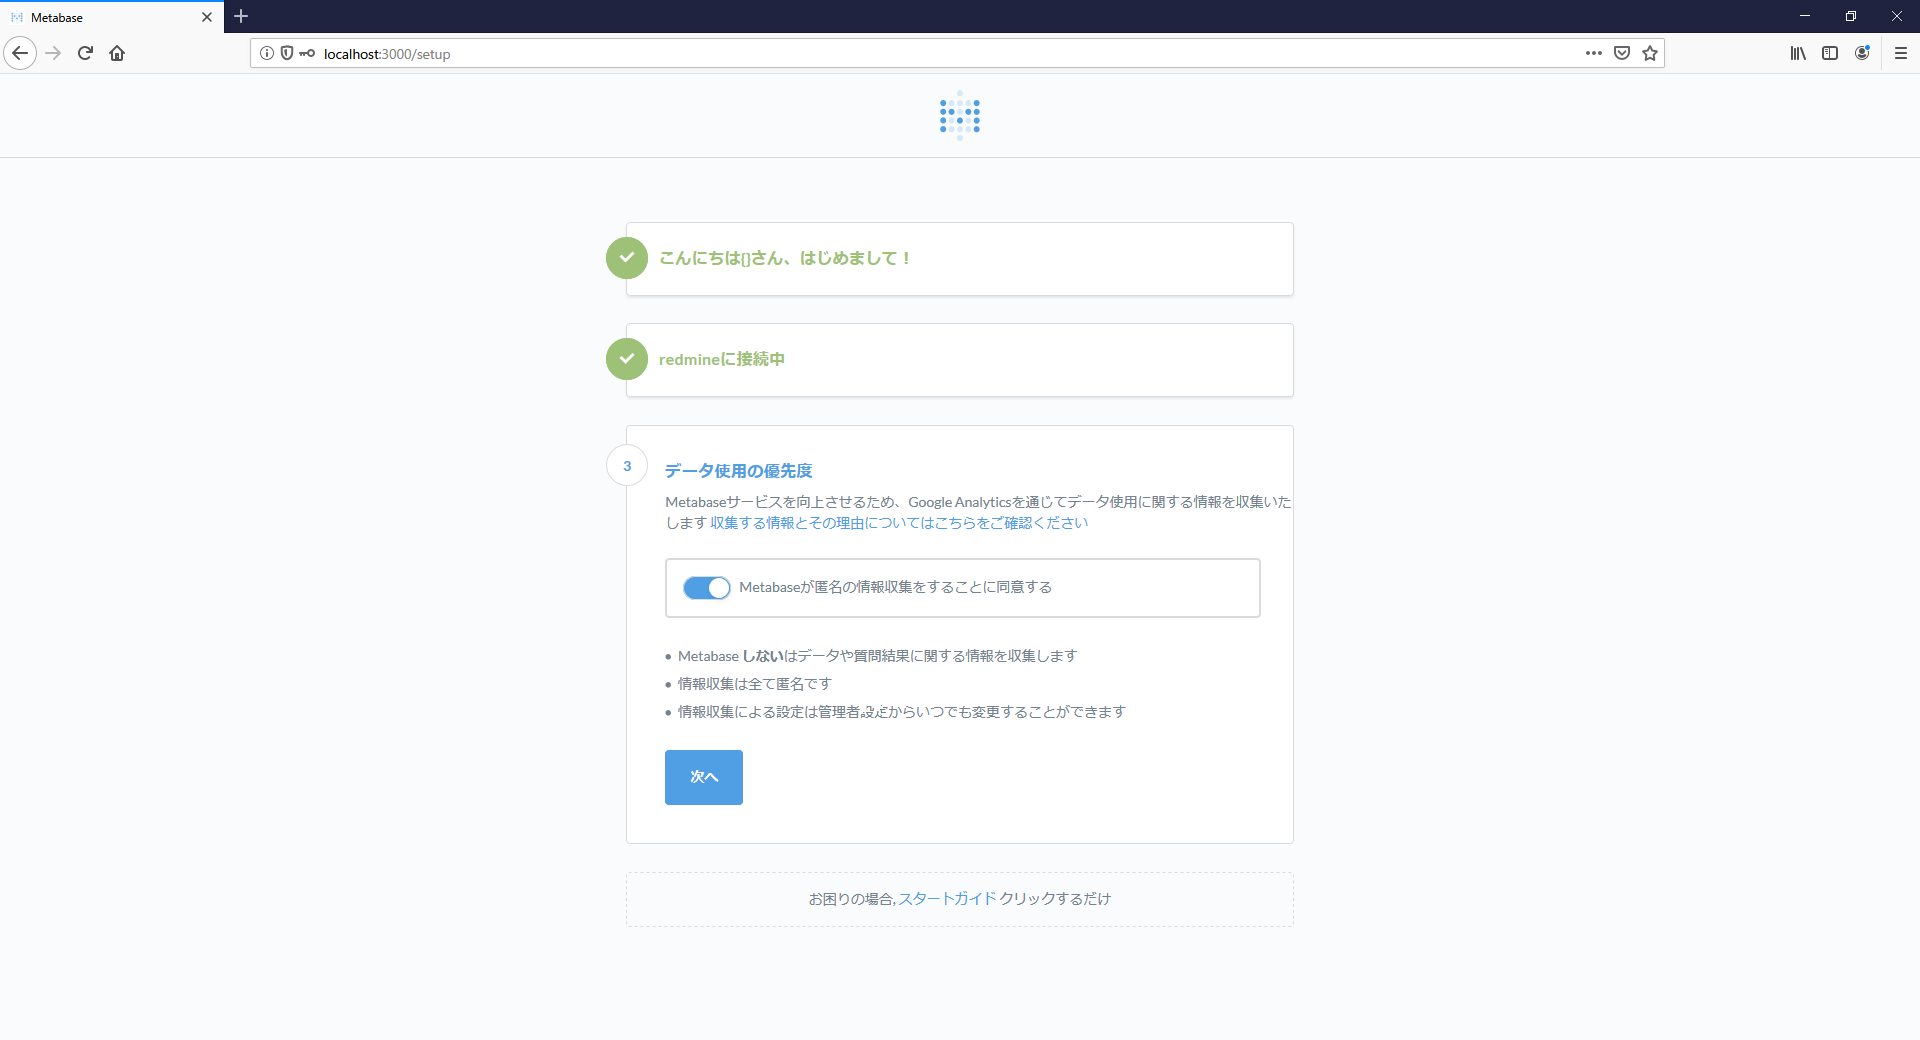 Metabase
localhost:3000/setup
こんにちは{}さん、はじめまして！
redmineに接続中
3
データ使用の優先度
Metabaseサービスを向上させるため、Google Analyticsを通じてデータ使用に関する情報を収集いた
します 収集する情報とその理由についてはこちらをご確認ください
Metabaseが匿名の情報収集をすることに同意する
• Metabase しないはデータや質問結果に関する情報を収集します
• 情報収集は全て匿名です
• 情報収集による設定は管理者設定からいつでも変更することができます
次へ
お困りの場合, スタートガイド クリックするだけ